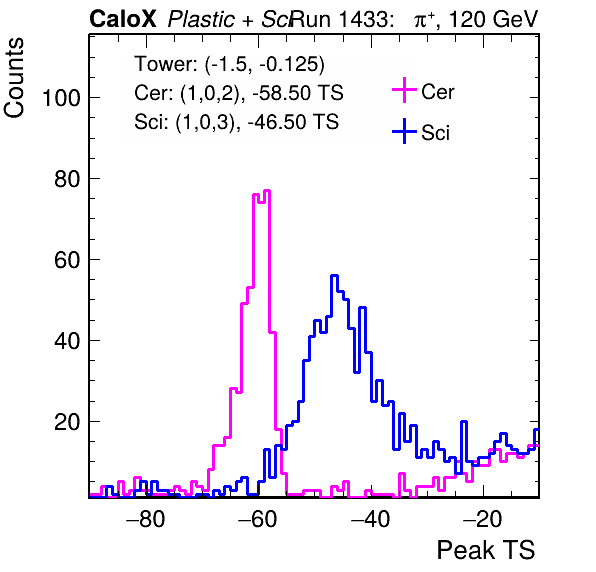 CaloX Plastic + Sci Run 1433: π⁺, 120 GeV
Counts
Tower: (-1.5, -0.125)
Cer: (1,0,2), -58.50 TS
Sci: (1,0,3), -46.50 TS
Cer
Sci
100
80
60
40
20
−80 −60 −40 −20
Peak TS